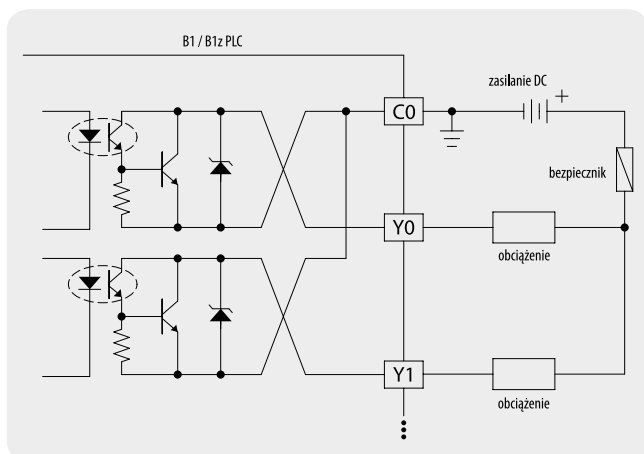 B1 / B1z PLC
zasilanie DC
+
C0
bezpiecznik
Y0
obciążenie
Y1
obciążenie